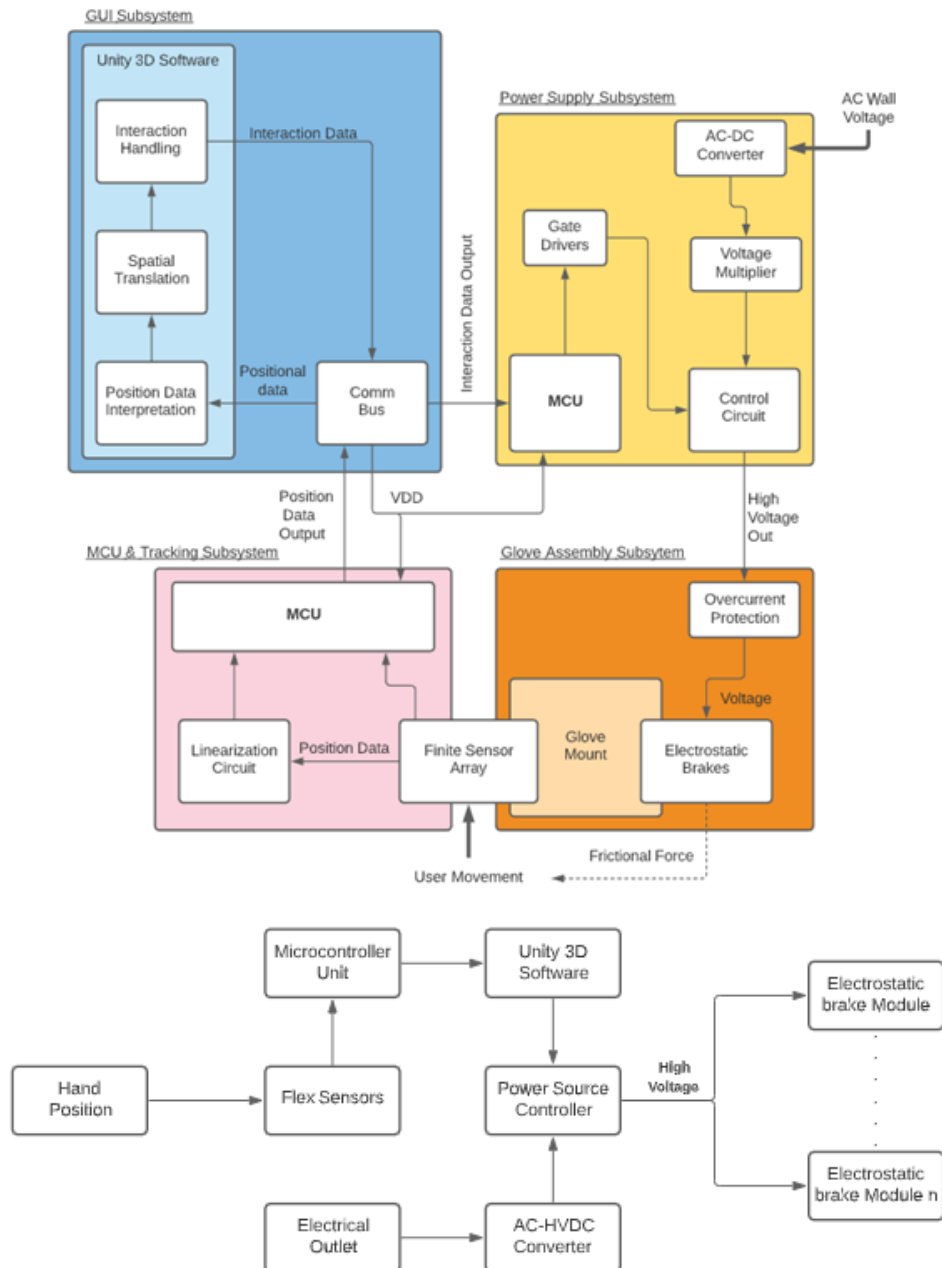 GUI Subsystem
Unity 3D Software
Interaction
Handling
Interaction Data
Spatial
Translation
Position Data
Interpretation
Positional
data
Comm
Bus
Interaction Data Output
Power Supply Subsystem
AC Wall
Voltage
AC-DC
Converter
Gate
Drivers
Voltage
Multiplier
MCU
Control
Circuit
Position
Data
Output
VDD
High
Voltage
Out
MCU & Tracking Subsystem
MCU
Linearization
Circuit
Position Data
Finite Sensor
Array
Glove Assembly Subsytem
Overcurrent
Protection
Voltage
Glove
Mount
Electrostatic
Brakes
Frictional Force
User Movement
Microcontroller
Unit
Unity 3D
Software
Electrostatic
brake Module
Hand
Position
Flex Sensors
Power Source
Controller
High
Voltage
Electrostatic
brake Module n
Electrical
Outlet
AC-HVDC
Converter